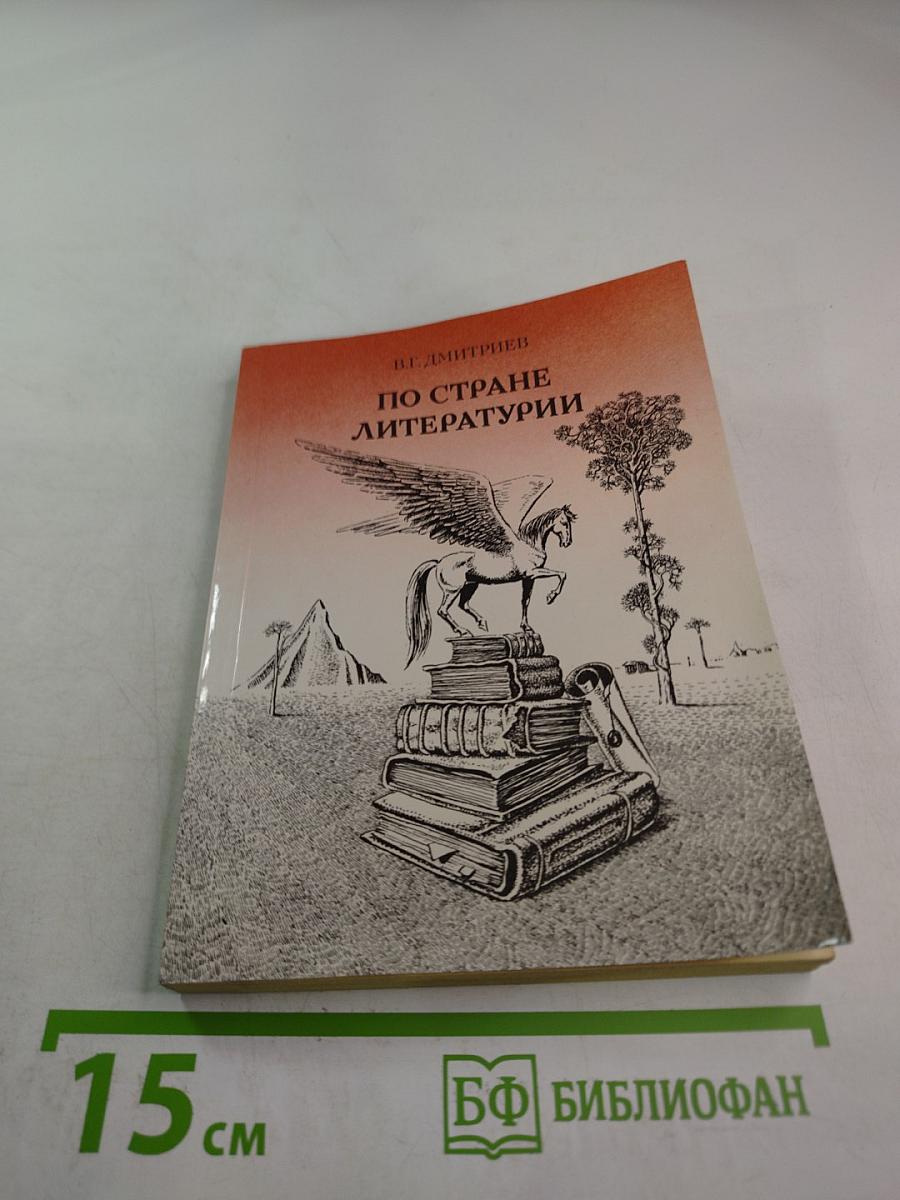 В.Г. ДМИТРИЕВ
ПО СТРАНЕ
ЛИТЕРАТУРИИ
15 см
БФ БИБЛИОФАН